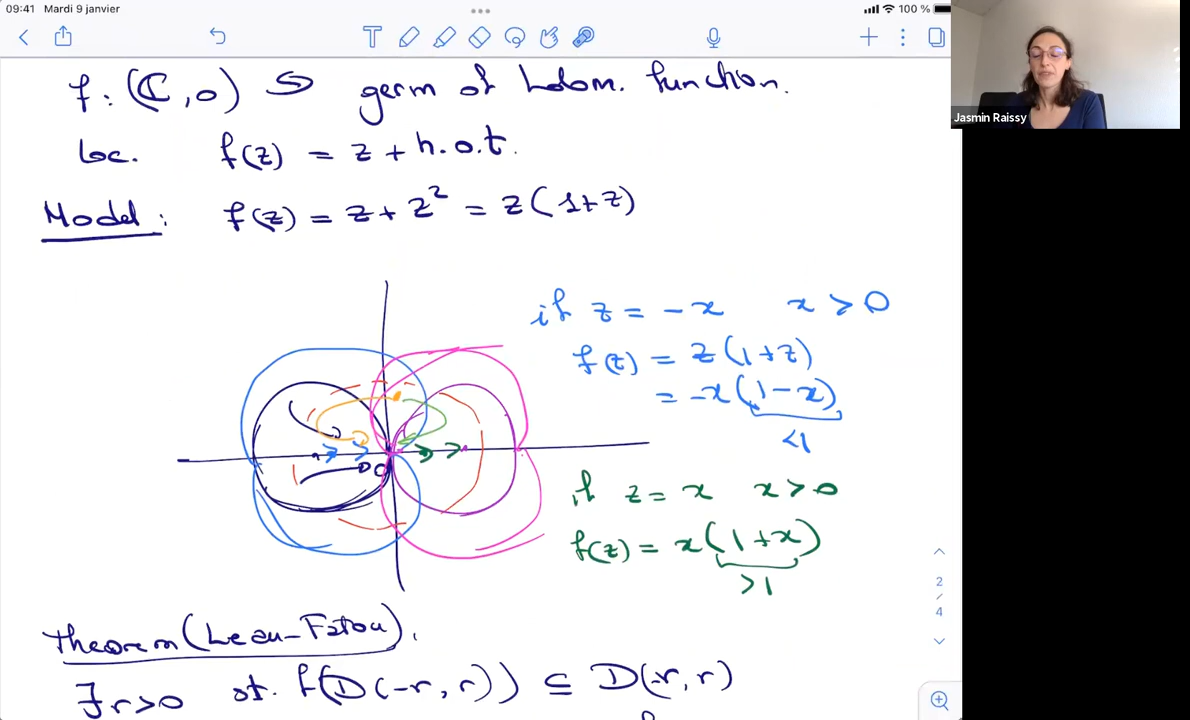 09:41 Mardi 9 janvier
100 %
Jasmin Raissy
f : (ℂ, 0) ↺ germ of holom. function.
Loc. f(z) = z + h.o.t.
Model: f(z) = z + z² = z(1+z)
if z = -x x > 0
f(z) = z(1+z)
= -x(1-x)
<1
0
if z = x x > 0
f(z) = x(1+x)
>1
2
/
4
Theorem (Leau-Fatou).
∃ r>0 st. f(D(-r, r)) ⊆ D(-r, r)